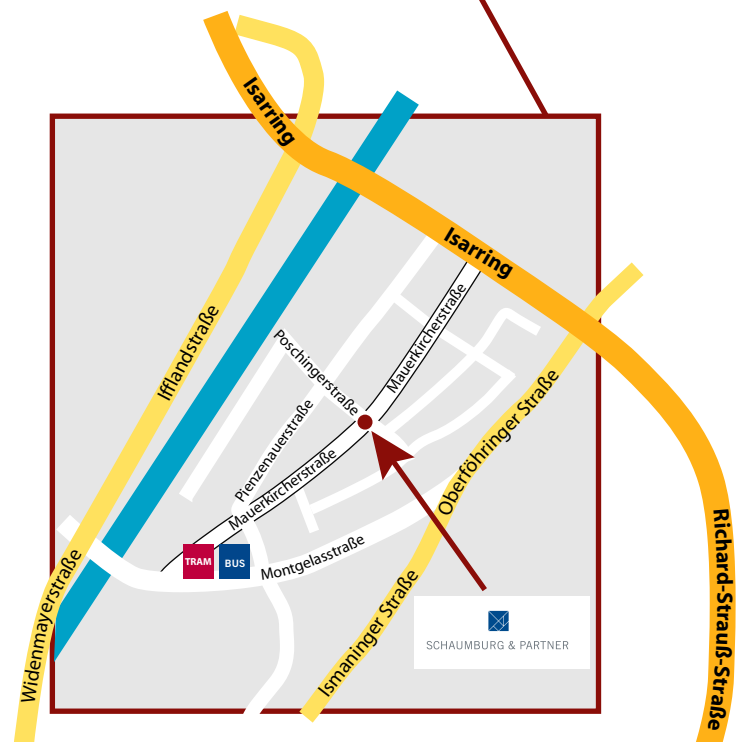 Isarring
Isarring
Ifflandstraße
Mauerkircherstraße
Poschingerstraße
Pienzenauerstraße
Mauerkircherstraße
Oberföhringer Straße
TRAM
BUS
Montgelasstraße
Widenmayerstraße
Ismaninger Straße
SCHAUMBURG & PARTNER
Richard-Strauß-Straße